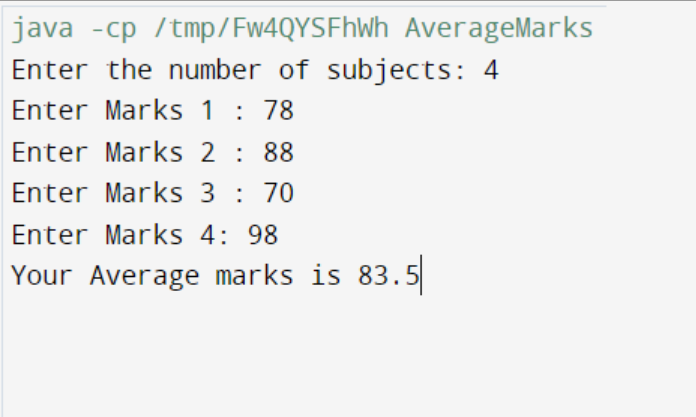 java -cp /tmp/Fw4QYSFhWh AverageMarks
Enter the number of subjects: 4
Enter Marks 1 : 78
Enter Marks 2 : 88
Enter Marks 3 : 70
Enter Marks 4: 98
Your Average marks is 83.5